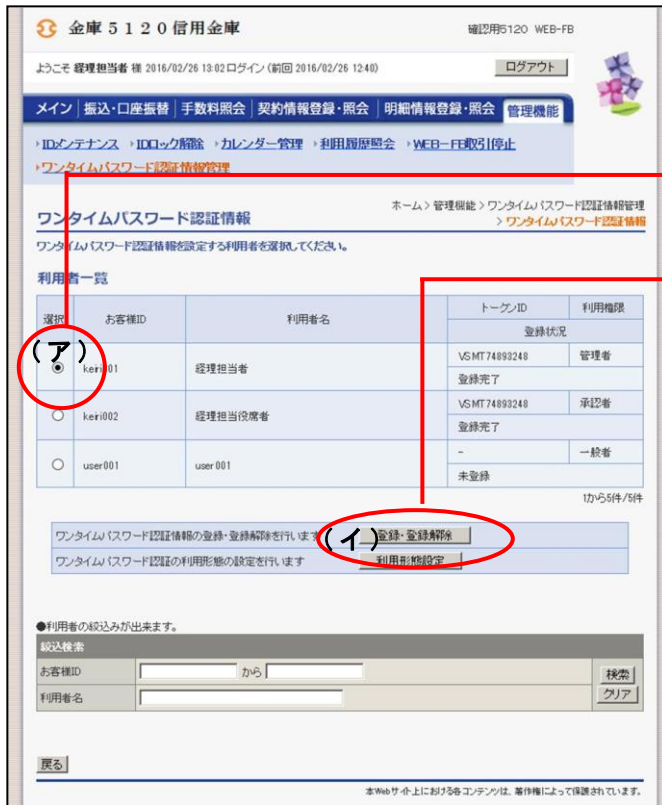 金庫5120信用金庫
確認用5120 WEB-FB
ようこそ 経理担当者 様 2016/02/26 13:02ログイン (前回 2016/02/26 12:40)
ログアウト
メイン 振込・口座振替 手数料照会 契約情報登録・照会 明細情報登録・照会 管理機能
›IDメンテナンス ›IDロック解除 ›カレンダー管理 ›利用履歴照会 ›WEB-FB取引停止
›ワンタイムパスワード認証情報管理
ホーム > 管理機能 > ワンタイムパスワード認証情報管理
> ワンタイムパスワード認証情報
ワンタイムパスワード認証情報
ワンタイムパスワード認証情報を設定する利用者を選択してください。
利用者一覧
選択 お客様ID 利用者名 トークンID 利用権限
登録状況
(ア)
keiri001 経理担当者 VSMT74893248 管理者
登録完了
keiri002 経理担当役席者 VSMT74893248 承認者
登録完了
user001 user001 - 一般者
未登録
1から5件/5件
ワンタイムパスワード認証情報の登録・登録解除を行います (イ) 登録・登録解除
ワンタイムパスワード認証の利用形態の設定を行います 利用形態設定
●利用者の絞込みが出来ます。
絞込検索
お客様ID から 検索
利用者名 クリア
戻る
本Webサイト上における各コンテンツは、著作権によって保護されています。